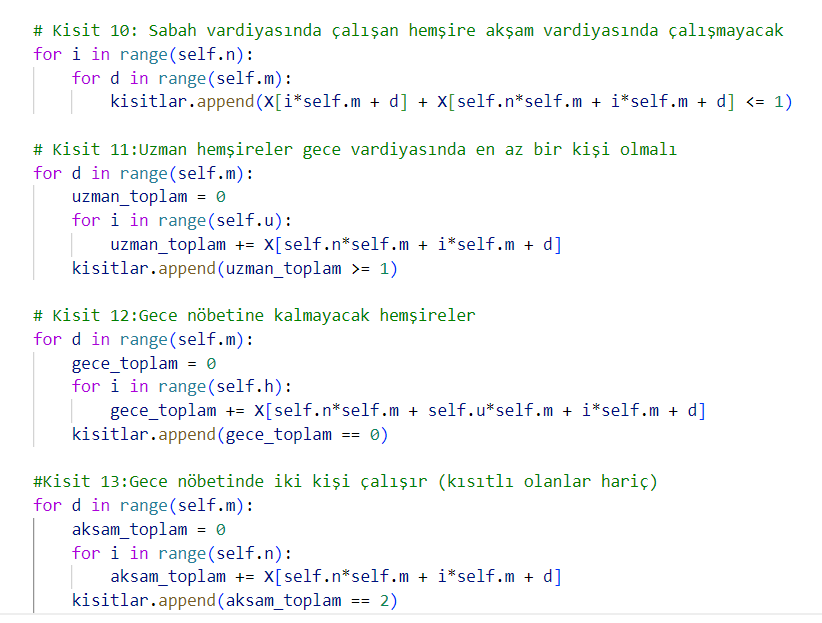 # Kisit 10: Sabah vardiyasında çalışan hemşire akşam vardiyasında çalışmayacak
for i in range(self.n):
    for d in range(self.m):
        kisitlar.append(X[i*self.m + d] + X[self.n*self.m + i*self.m + d] <= 1)

# Kisit 11:Uzman hemşireler gece vardiyasında en az bir kişi olmalı
for d in range(self.m):
    uzman_toplam = 0
    for i in range(self.u):
        uzman_toplam += X[self.n*self.m + i*self.m + d]
    kisitlar.append(uzman_toplam >= 1)

# Kisit 12:Gece nöbetine kalmayacak hemşireler
for d in range(self.m):
    gece_toplam = 0
    for i in range(self.h):
        gece_toplam += X[self.n*self.m + self.u*self.m + i*self.m + d]
    kisitlar.append(gece_toplam == 0)

#Kisit 13:Gece nöbetinde iki kişi çalışır (kısıtlı olanlar hariç)
for d in range(self.m):
    aksam_toplam = 0
    for i in range(self.n):
        aksam_toplam += X[self.n*self.m + i*self.m + d]
    kisitlar.append(aksam_toplam == 2)